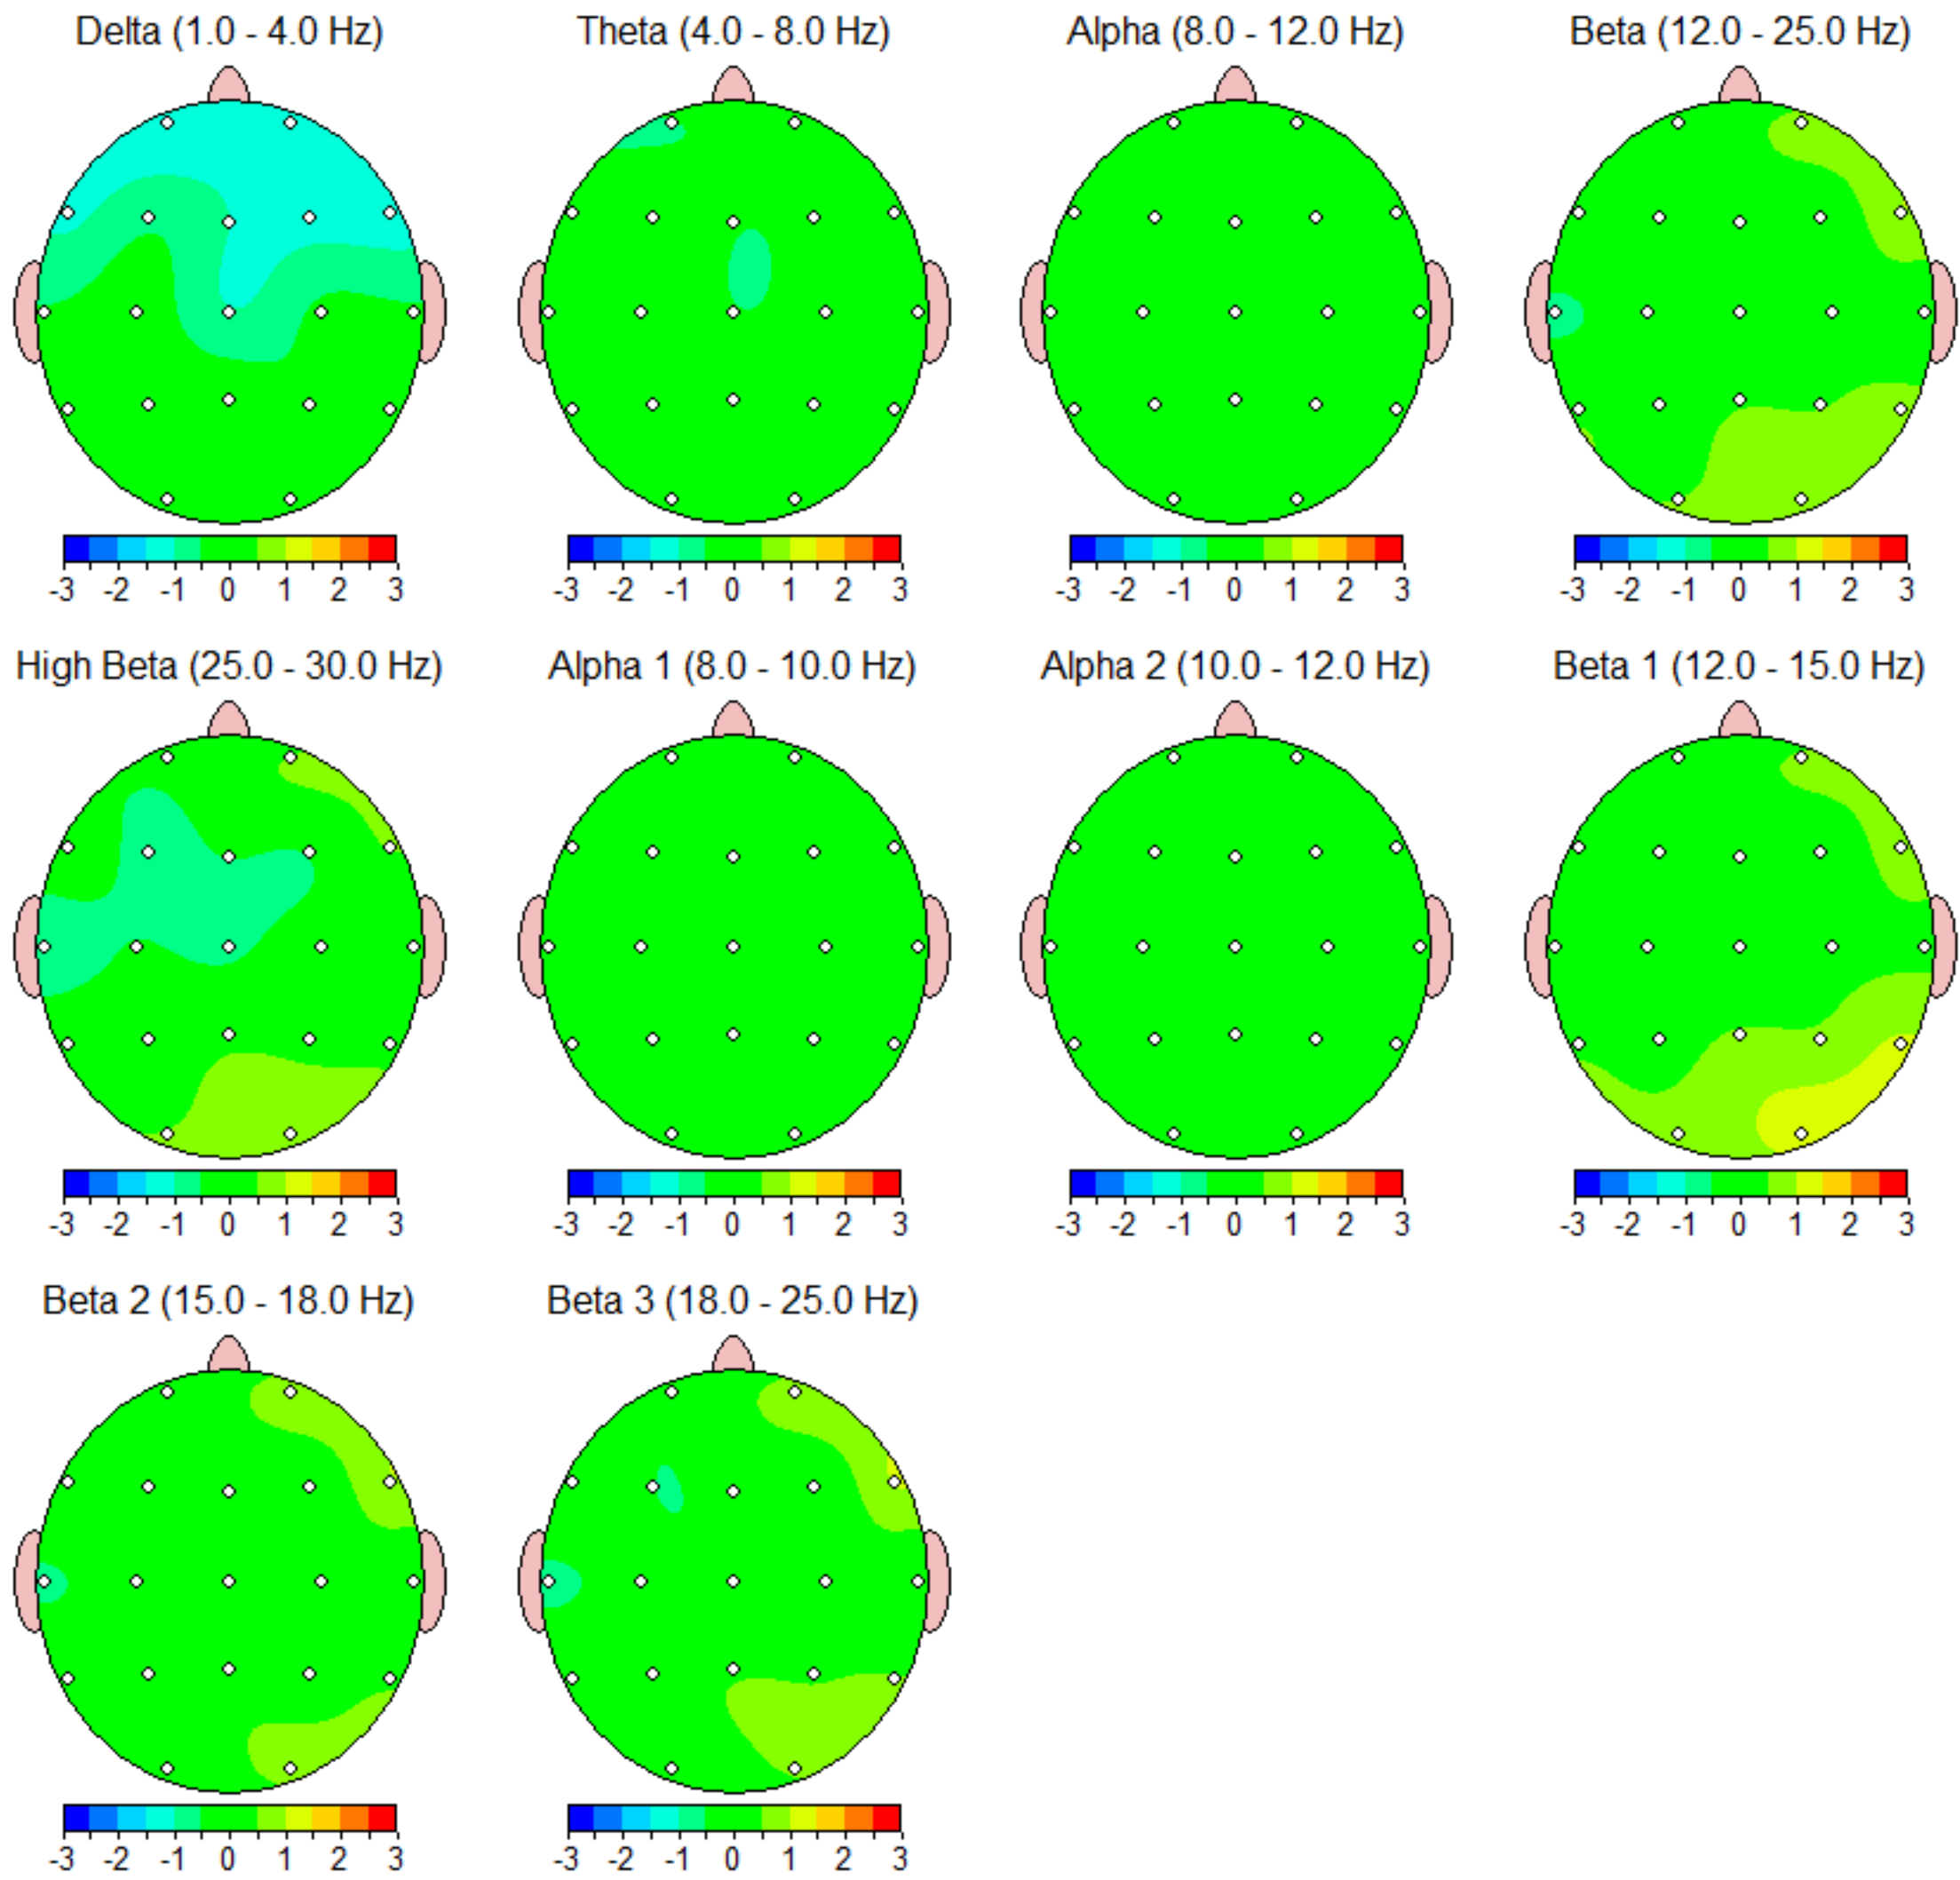 Delta (1.0 - 4.0 Hz) Theta (4.0 - 8.0 Hz) Alpha (8.0 - 12.0 Hz) Beta (12.0 - 25.0 Hz)
-3 -2 -1 0 1 2 3 -3 -2 -1 0 1 2 3 -3 -2 -1 0 1 2 3 -3 -2 -1 0 1 2 3
High Beta (25.0 - 30.0 Hz) Alpha 1 (8.0 - 10.0 Hz) Alpha 2 (10.0 - 12.0 Hz) Beta 1 (12.0 - 15.0 Hz)
-3 -2 -1 0 1 2 3 -3 -2 -1 0 1 2 3 -3 -2 -1 0 1 2 3 -3 -2 -1 0 1 2 3
Beta 2 (15.0 - 18.0 Hz) Beta 3 (18.0 - 25.0 Hz)
-3 -2 -1 0 1 2 3 -3 -2 -1 0 1 2 3